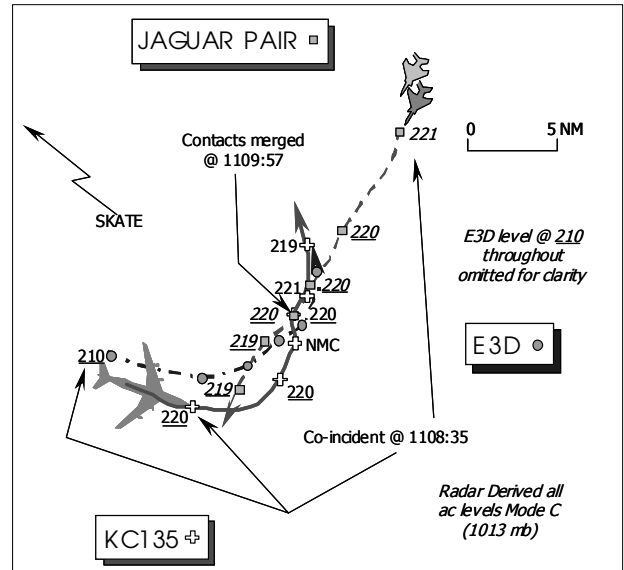 JAGUAR PAIR
221
0 5 NM
Contacts merged
@ 1109:57
SKATE
220
219
E3D level @ 210
throughout
omitted for clarity
221
220
220
220
E3D
219
NMC
210
219
220
220
Co-incident @ 1108:35
Radar Derived all
ac levels Mode C
(1013 mb)
KC135